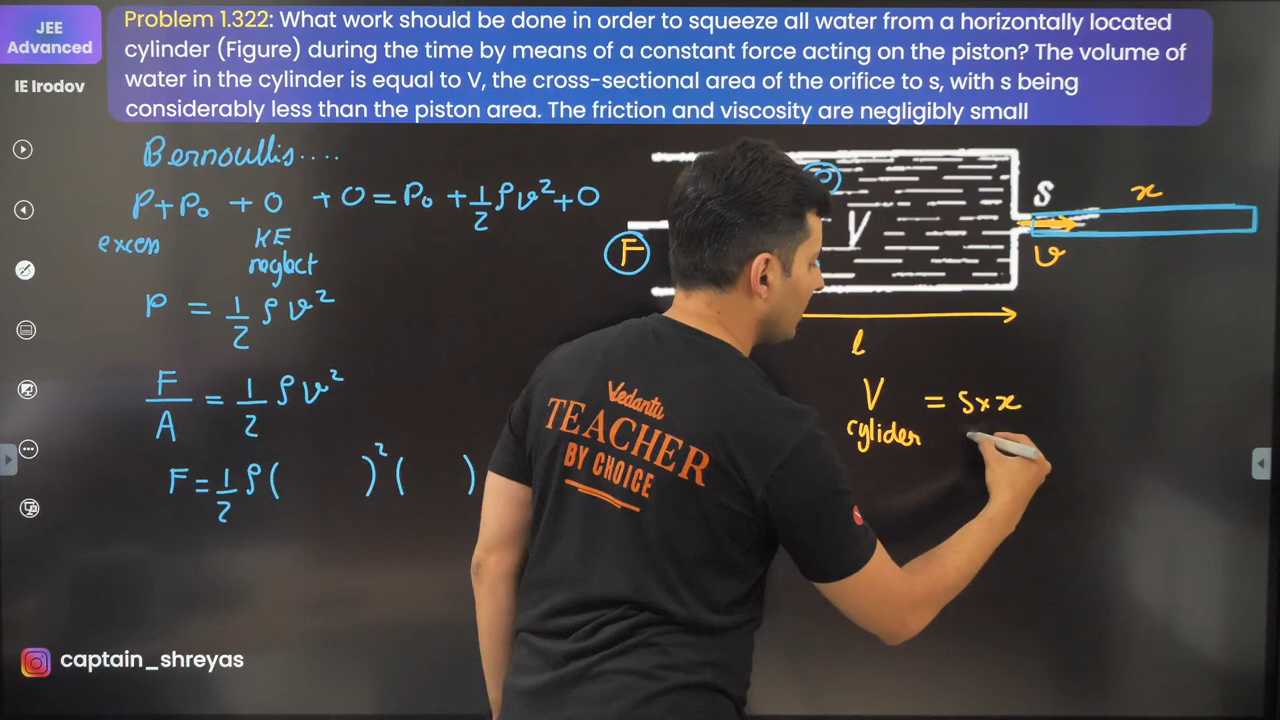 JEE
Advanced
IE Irodov
Problem 1.322: What work should be done in order to squeeze all water from a horizontally located
cylinder (Figure) during the time by means of a constant force acting on the piston? The volume of
water in the cylinder is equal to V, the cross-sectional area of the orifice to s, with s being
considerably less than the piston area. The friction and viscosity are negligibly small
Bernoullis....
P+P₀ + 0 + 0 = P₀ + 1/2 ρv² + 0
excess KE
neglect
P = 1/2 ρv²
F/A = 1/2 ρv²
F = 1/2 ρ( )² ( )
F
V
S
x
v
l
V = s×x
cylider
Vedantu
TEACHER
BY CHOICE
captain_shreyas